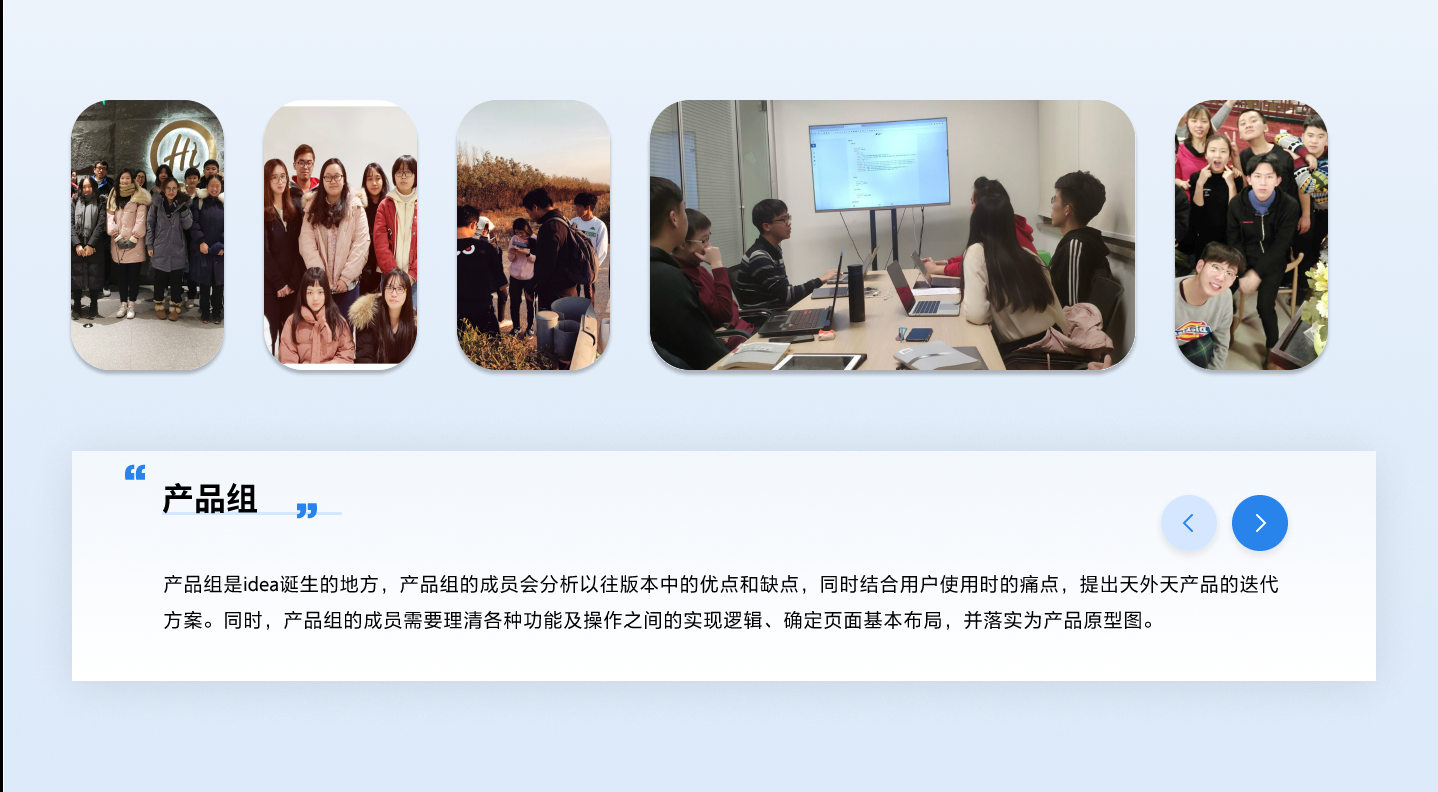 Hi
产品组
产品组是idea诞生的地方，产品组的成员会分析以往版本中的优点和缺点，同时结合用户使用时的痛点，提出天外天产品的迭代
方案。同时，产品组的成员需要理清各种功能及操作之间的实现逻辑、确定页面基本布局，并落实为产品原型图。